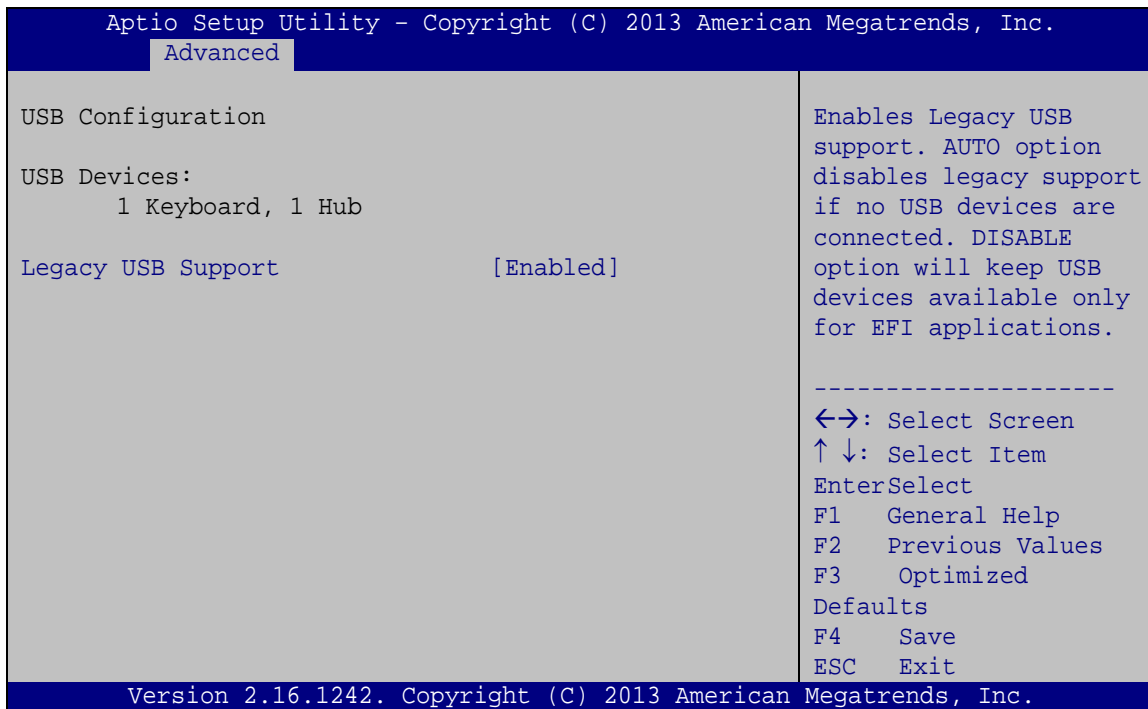 Aptio Setup Utility – Copyright (C) 2013 American Megatrends, Inc.
Advanced
USB Configuration
USB Devices:
1 Keyboard, 1 Hub
Legacy USB Support [Enabled]
Enables Legacy USB
support. AUTO option
disables legacy support
if no USB devices are
connected. DISABLE
option will keep USB
devices available only
for EFI applications.
---------------------
←→: Select Screen
↑ ↓: Select Item
EnterSelect
F1 General Help
F2 Previous Values
F3 Optimized
Defaults
F4 Save
ESC Exit
Version 2.16.1242. Copyright (C) 2013 American Megatrends, Inc.